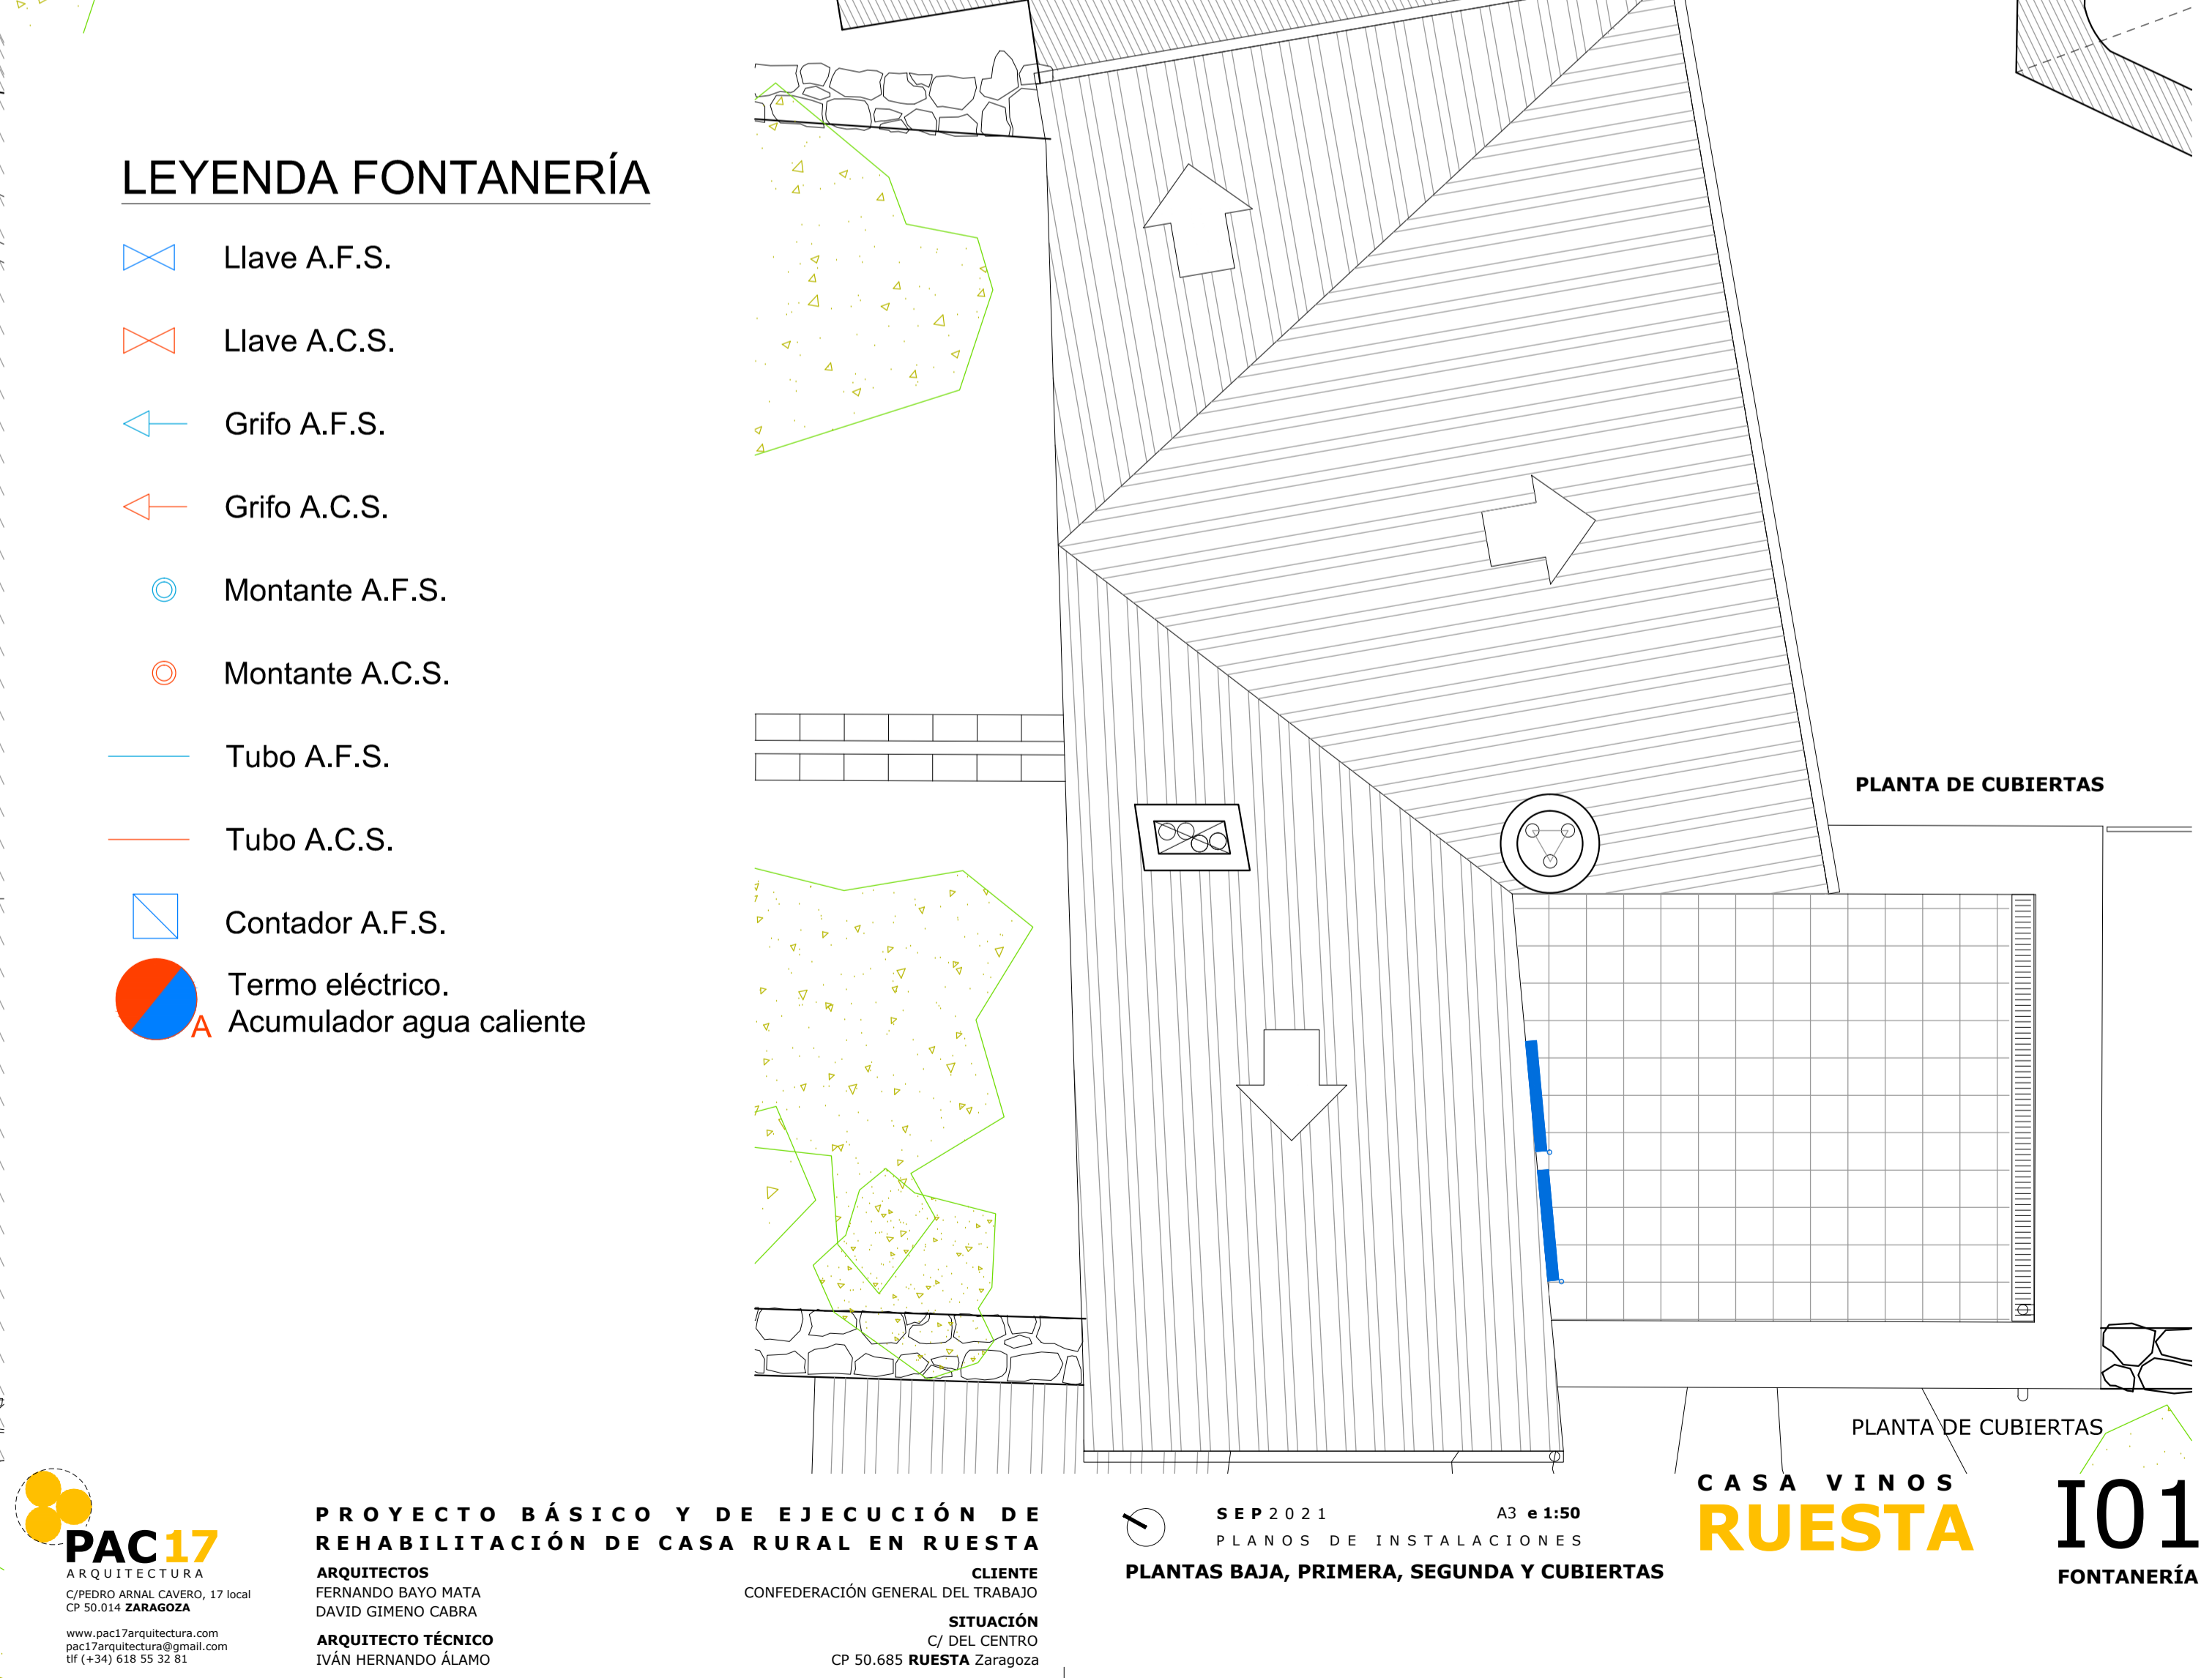 LEYENDA FONTANERÍA
Llave A.F.S.
Llave A.C.S.
Grifo A.F.S.
Grifo A.C.S.
Montante A.F.S.
Montante A.C.S.
Tubo A.F.S.
Tubo A.C.S.
Contador A.F.S.
A
Termo eléctrico.
Acumulador agua caliente
PLANTA DE CUBIERTAS
PLANTA DE CUBIERTAS
PAC17
ARQUITECTURA
C/PEDRO ARNAL CAVERO, 17 local
CP 50.014 ZARAGOZA
www.pac17arquitectura.com
pac17arquitectura@gmail.com
tlf (+34) 618 55 32 81
PROYECTO BÁSICO Y DE EJECUCIÓN DE
REHABILITACIÓN DE CASA RURAL EN RUESTA
ARQUITECTOS
FERNANDO BAYO MATA
DAVID GIMENO CABRA
ARQUITECTO TÉCNICO
IVÁN HERNANDO ÁLAMO
CLIENTE
CONFEDERACIÓN GENERAL DEL TRABAJO
SITUACIÓN
C/ DEL CENTRO
CP 50.685 RUESTA Zaragoza
SEP2021 A3 e 1:50
PLANOS DE INSTALACIONES
PLANTAS BAJA, PRIMERA, SEGUNDA Y CUBIERTAS
CASA VINOS
RUESTA
I01
FONTANERÍA